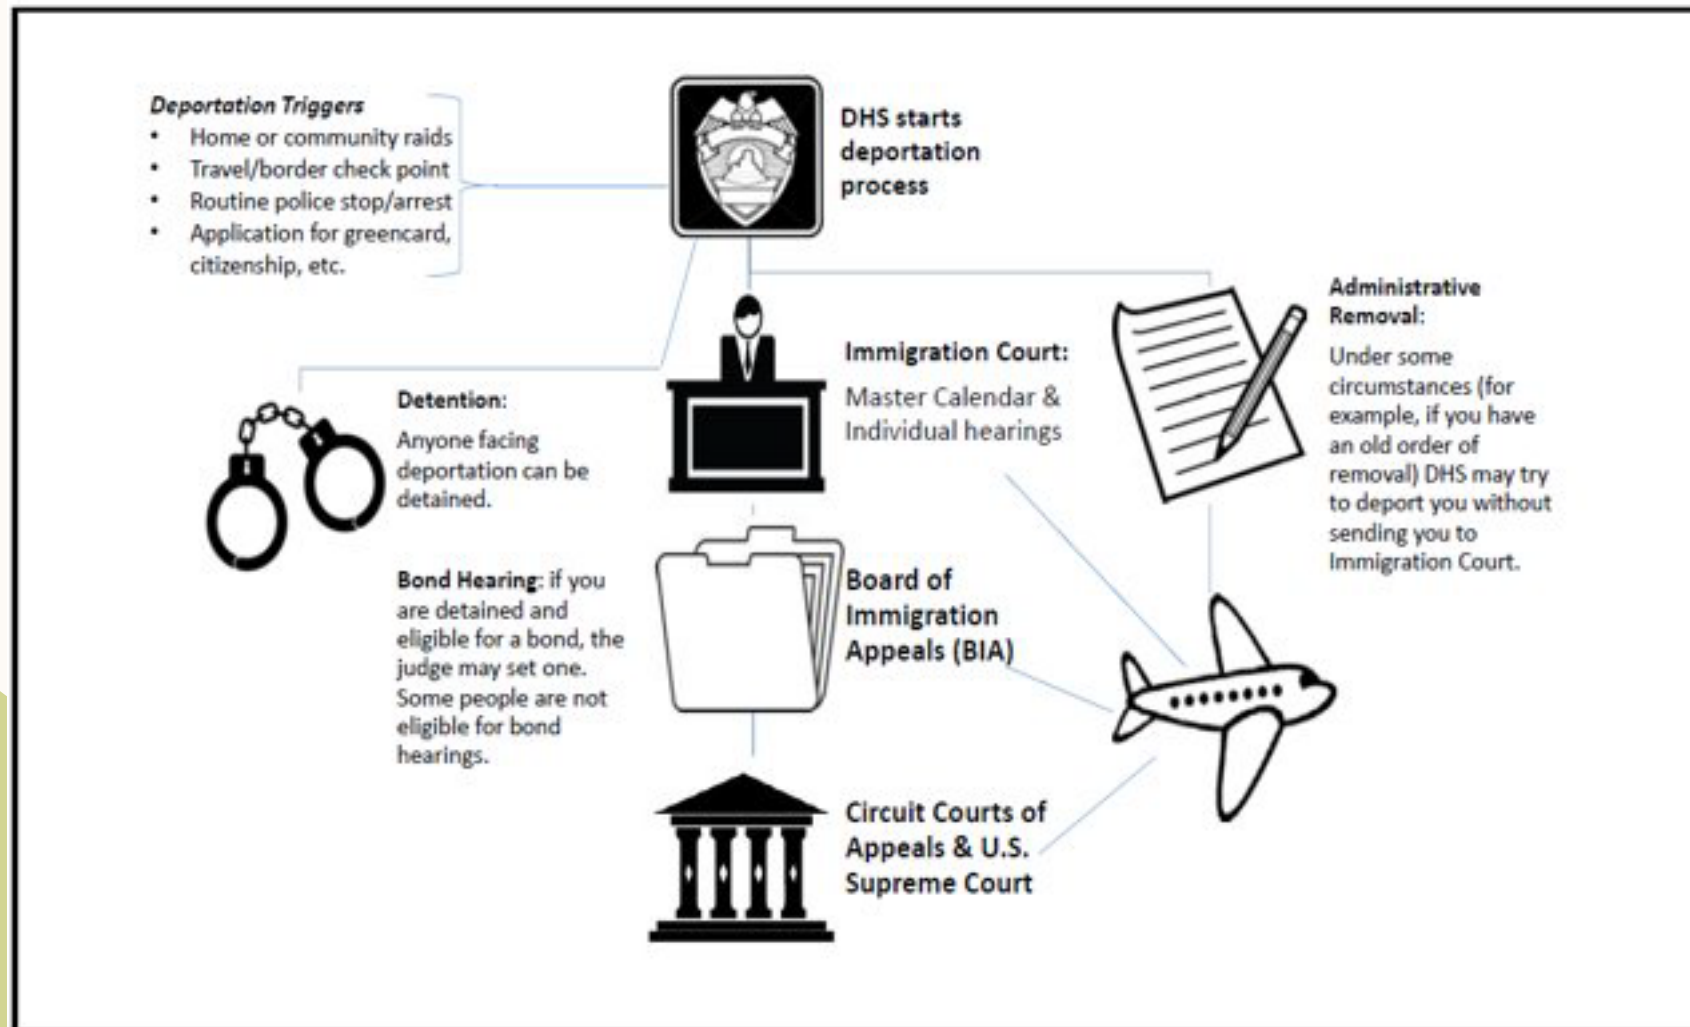 Deportation Triggers
• Home or community raids
• Travel/border check point
• Routine police stop/arrest
• Application for greencard,
citizenship, etc.
DHS starts
deportation
process
Administrative
Removal:
Under some
circumstances (for
example, if you have
an old order of
removal) DHS may try
to deport you without
sending you to
Immigration Court.
Immigration Court:
Master Calendar &
Individual hearings
Detention:
Anyone facing
deportation can be
detained.
Bond Hearing: if you
are detained and
eligible for a bond, the
judge may set one.
Some people are not
eligible for bond
hearings.
Board of
Immigration
Appeals (BIA)
Circuit Courts of
Appeals & U.S.
Supreme Court